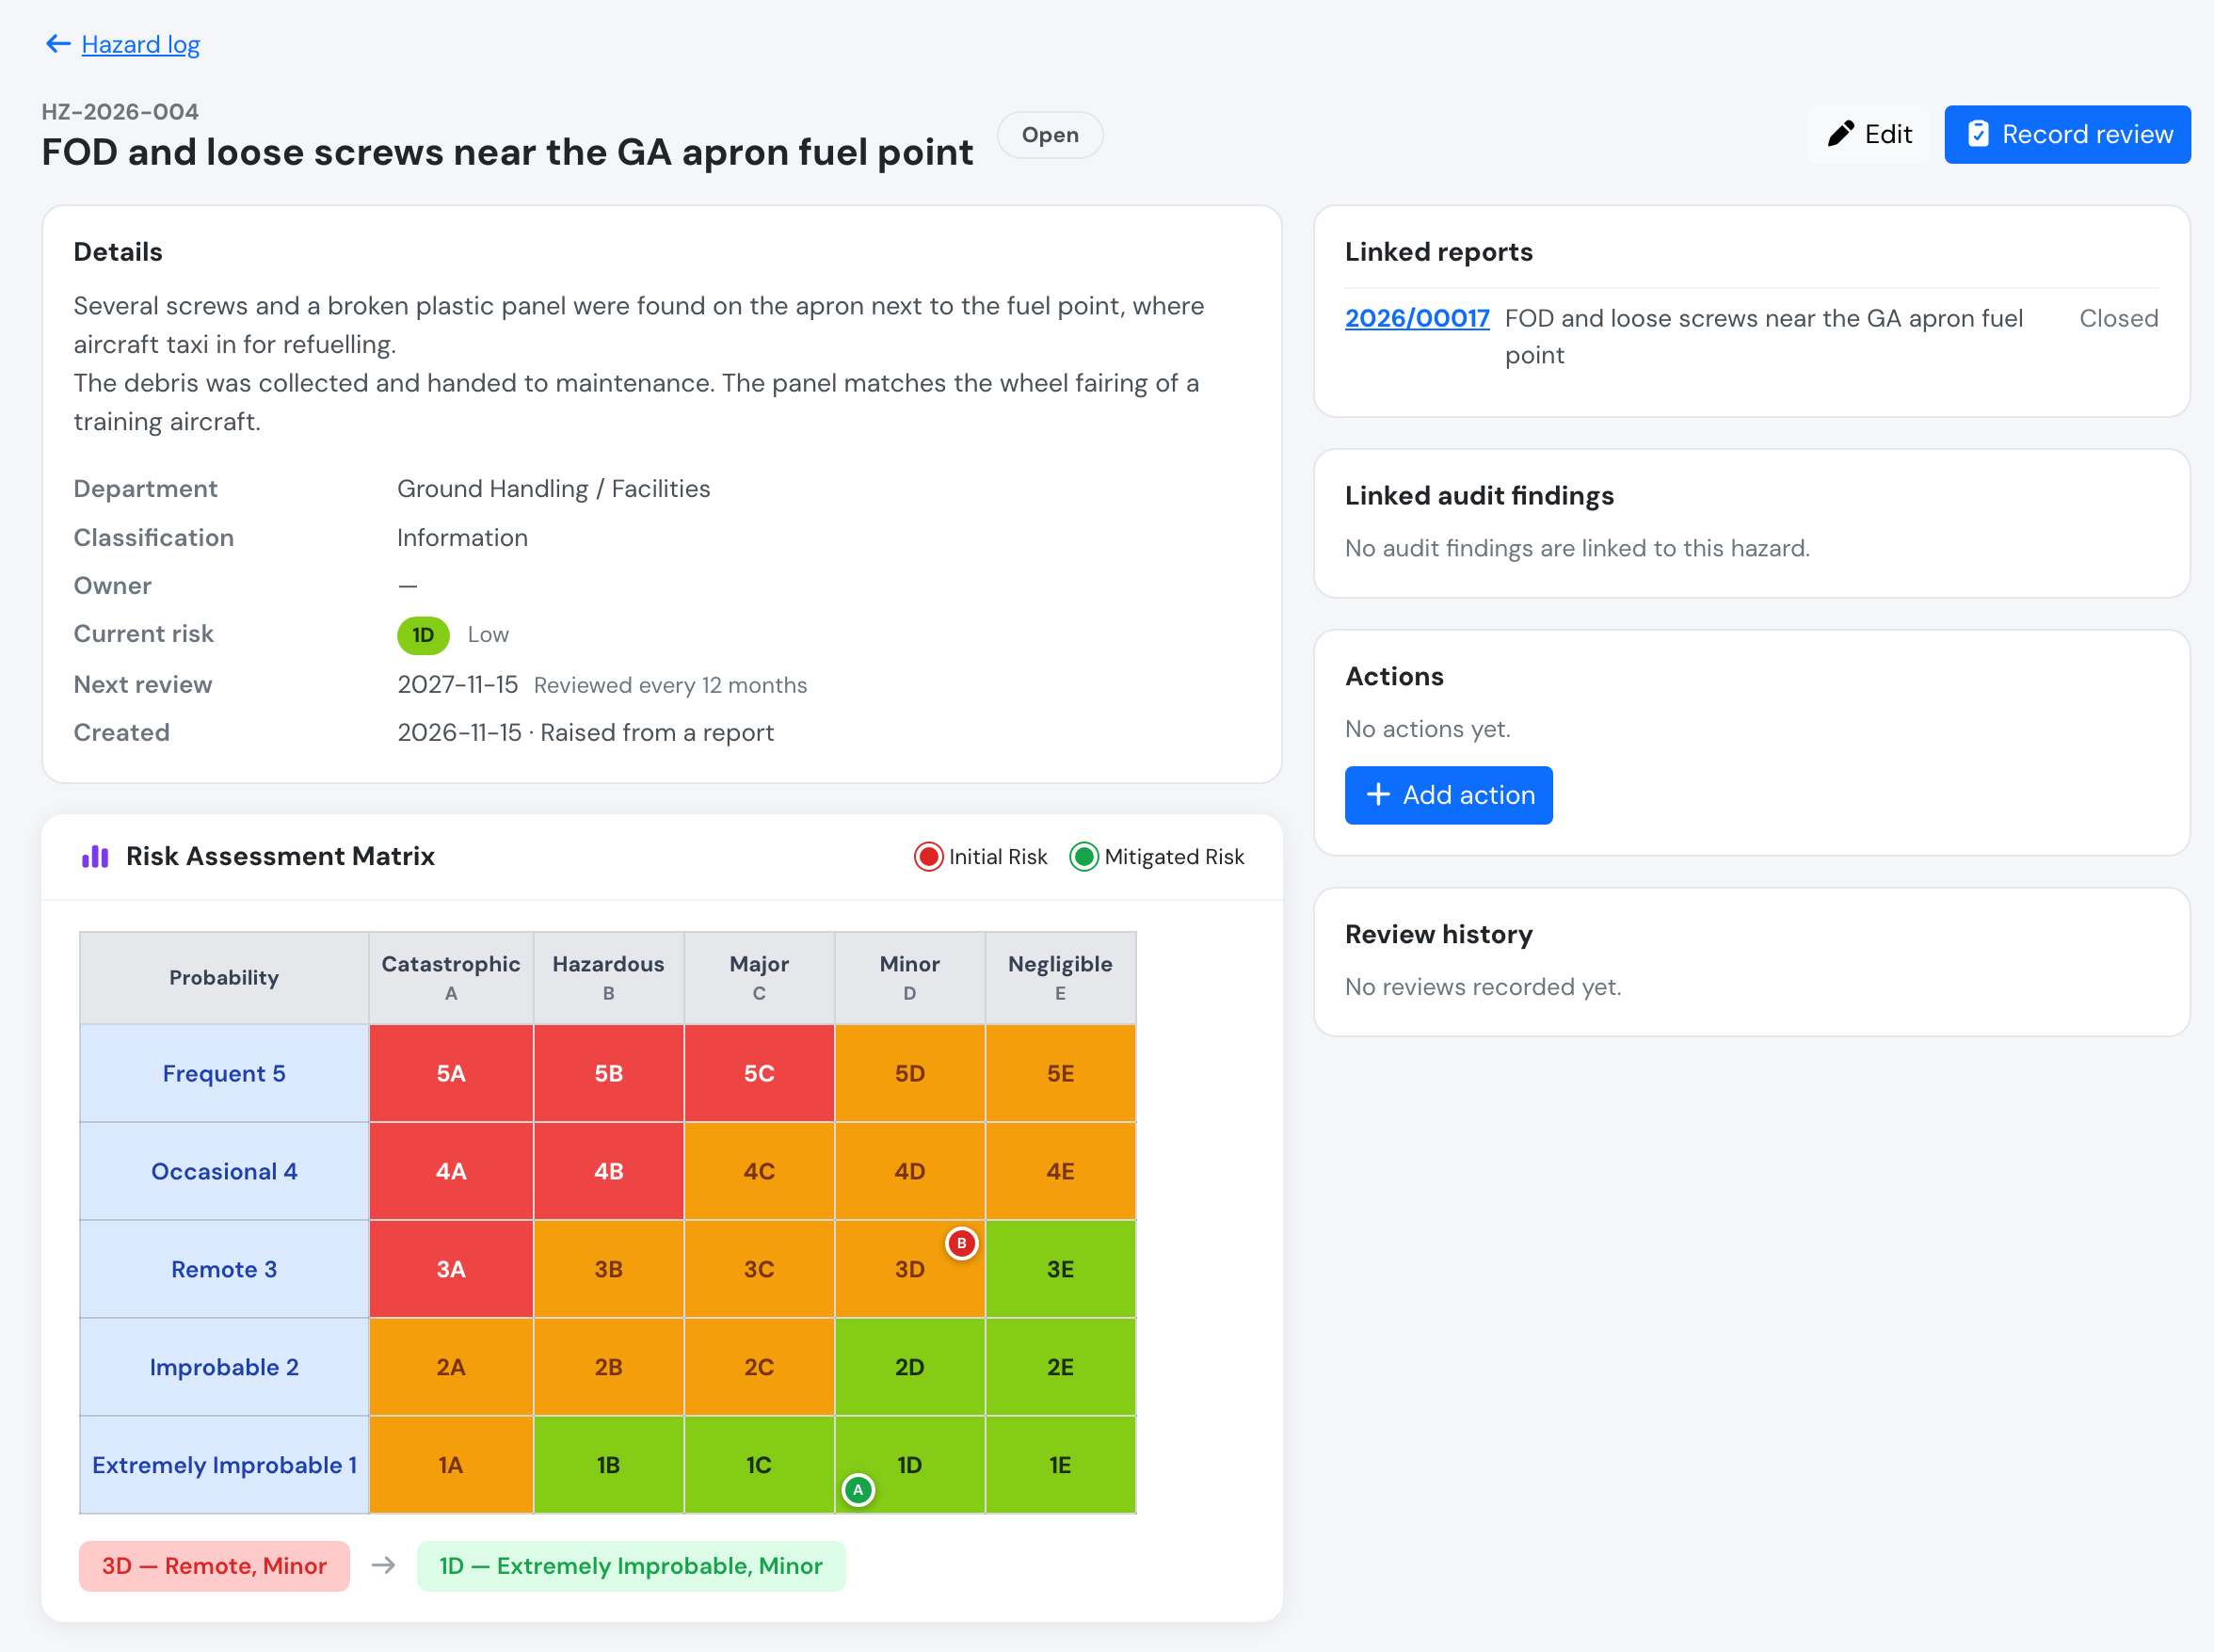 Hazard log
HZ-2026-004
FOD and loose screws near the GA apron fuel point
Open
Edit
Record review
Details
Several screws and a broken plastic panel were found on the apron next to the fuel point, where
aircraft taxi in for refuelling.
The debris was collected and handed to maintenance. The panel matches the wheel fairing of a
training aircraft.
Department Ground Handling / Facilities
Classification Information
Owner —
Current risk 1D Low
Next review 2027-11-15 Reviewed every 12 months
Created 2026-11-15 · Raised from a report
Risk Assessment Matrix
Initial Risk Mitigated Risk
Probability Catastrophic Hazardous Major Minor Negligible
A B C D E
Frequent 5 5A 5B 5C 5D 5E
Occasional 4 4A 4B 4C 4D 4E
B
Remote 3 3A 3B 3C 3D 3E
Improbable 2 2A 2B 2C 2D 2E
Extremely Improbable 1 1A 1B 1C 1D 1E
A
3D — Remote, Minor → 1D — Extremely Improbable, Minor
Linked reports
2026/00017 FOD and loose screws near the GA apron fuel Closed
point
Linked audit findings
No audit findings are linked to this hazard.
Actions
No actions yet.
Add action
Review history
No reviews recorded yet.